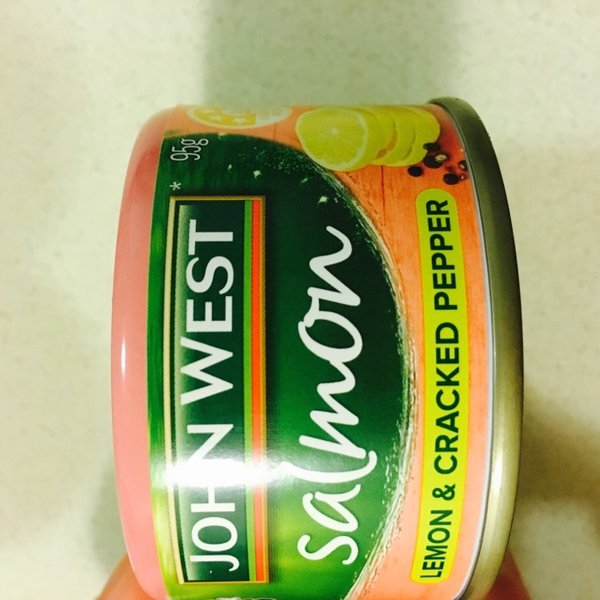 95g
JOHN WEST
salmon
LEMON & CRACKED PEPPER